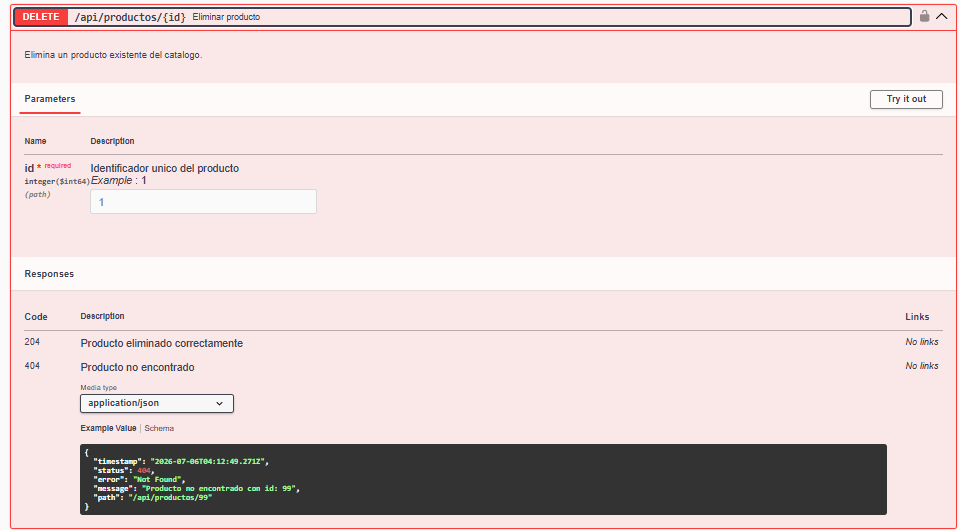 DELETE /api/productos/{id} Eliminar producto
Elimina un producto existente del catalogo.
Parameters Try it out
Name Description
id * required Identificador unico del producto
integer($int64) Example : 1
(path) 1
Responses
Code Description Links
204 Producto eliminado correctamente No links
404 Producto no encontrado No links
Media type
application/json
Example Value | Schema
{
"timestamp": "2026-07-06T04:12:49.271Z",
"status": 404,
"error": "Not Found",
"message": "Producto no encontrado con id: 99",
"path": "/api/productos/99"
}